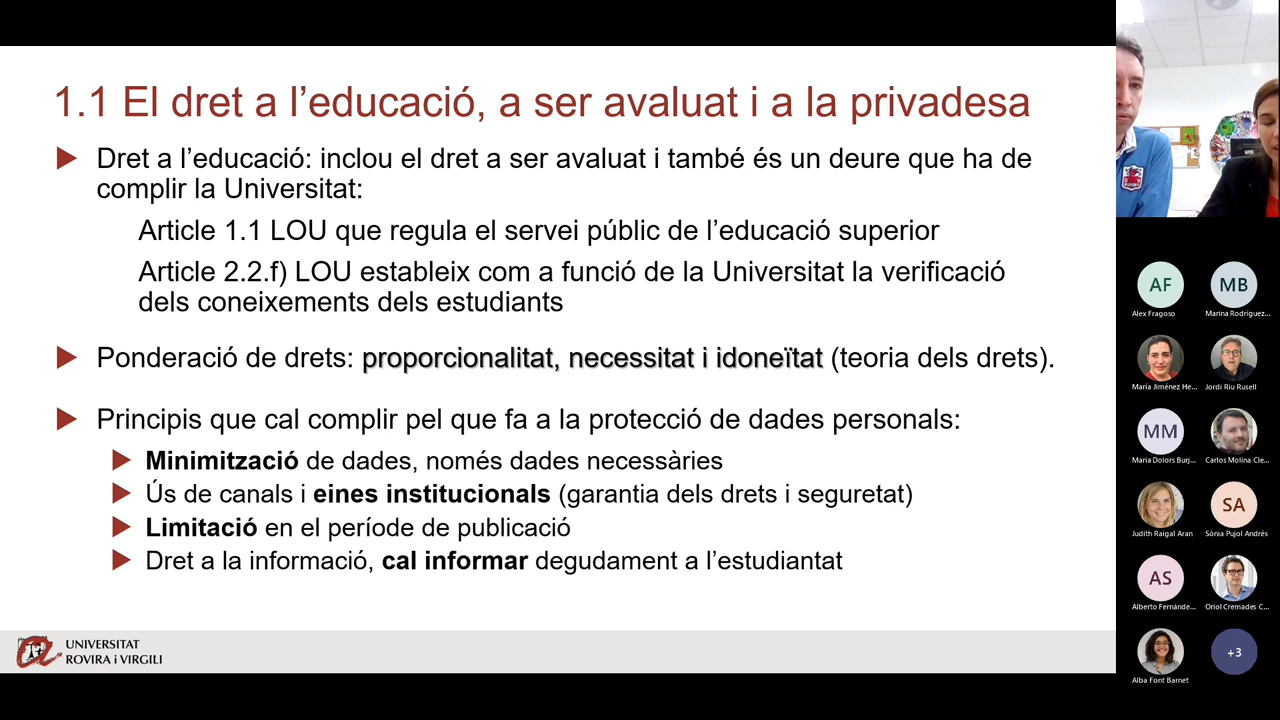 1.1 El dret a l’educació, a ser avaluat i a la privadesa
Dret a l’educació: inclou el dret a ser avaluat i també és un deure que ha de
complir la Universitat:
Article 1.1 LOU que regula el servei públic de l’educació superior
Article 2.2.f) LOU estableix com a funció de la Universitat la verificació
dels coneixements dels estudiants
Ponderació de drets: proporcionalitat, necessitat i idoneïtat (teoria dels drets).
Principis que cal complir pel que fa a la protecció de dades personals:
Minimització de dades, només dades necessàries
Ús de canals i eines institucionals (garantia dels drets i seguretat)
Limitació en el període de publicació
Dret a la informació, cal informar degudament a l’estudiantat
UNIVERSITAT
ROVIRA i VIRGILI
AF
MB
Alex Fragoso
Marina Rodríguez...
María Jiménez He...
Jordi Riu Rusell
MM
Maria Dolors Burj...
Carlos Molina Cle...
SA
Judith Raigal Aran
Sònia Pujol Andrés
AS
Alberto Fernánde...
Oriol Cremades C...
+3
Alba Font Barnet